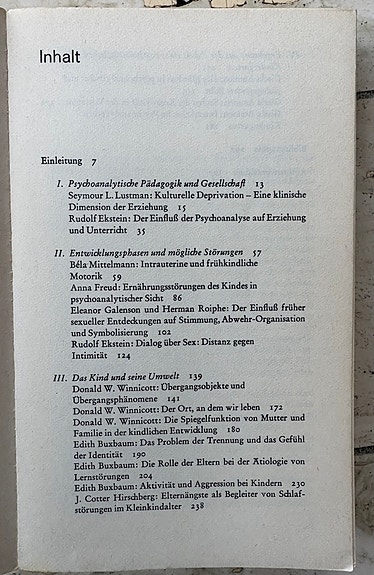 Inhalt
Einleitung 7
I. Psychoanalytische Pädagogik und Gesellschaft 13
Seymour L. Lustman: Kulturelle Deprivation – Eine klinische
Dimension der Erziehung 15
Rudolf Ekstein: Der Einfluß der Psychoanalyse auf Erziehung
und Unterricht 35
II. Entwicklungsphasen und mögliche Störungen 57
Béla Mittelmann: Intrauterine und frühkindliche
Motorik 59
Anna Freud: Ernährungsstörungen des Kindes in
psychoanalytischer Sicht 86
Eleanor Galenson und Herman Roiphe: Der Einfluß früher
sexueller Entdeckungen auf Stimmung, Abwehr-Organisation
und Symbolisierung 102
Rudolf Ekstein: Dialog über Sex: Distanz gegen
Intimität 124
III. Das Kind und seine Umwelt 139
Donald W. Winnicott: Übergangsobjekte und
Übergangsphänomene 141
Donald W. Winnicott: Der Ort, an dem wir leben 172
Donald W. Winnicott: Die Spiegelfunktion von Mutter und
Familie in der kindlichen Entwicklung 180
Edith Buxbaum: Das Problem der Trennung und das Gefühl
der Identität 190
Edith Buxbaum: Die Rolle der Eltern bei der Ätiologie von
Lernstörungen 204
Edith Buxbaum: Aktivität und Aggression bei Kindern 230
J. Cotter Hirschberg: Elternängste als Begleiter von Schlaf-
störungen im Kleinkindalter 238